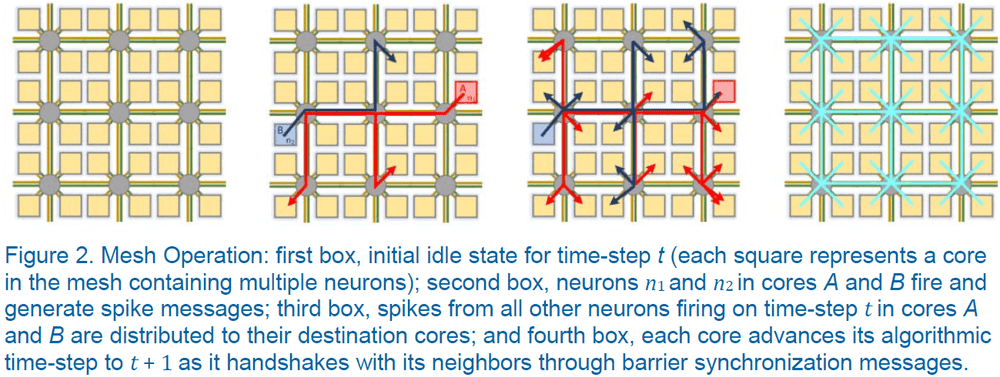 A
n₁
B
n₂
Figure 2. Mesh Operation: first box, initial idle state for time-step t (each square represents a core
in the mesh containing multiple neurons); second box, neurons n₁ and n₂ in cores A and B fire and
generate spike messages; third box, spikes from all other neurons firing on time-step t in cores A
and B are distributed to their destination cores; and fourth box, each core advances its algorithmic
time-step to t + 1 as it handshakes with its neighbors through barrier synchronization messages.